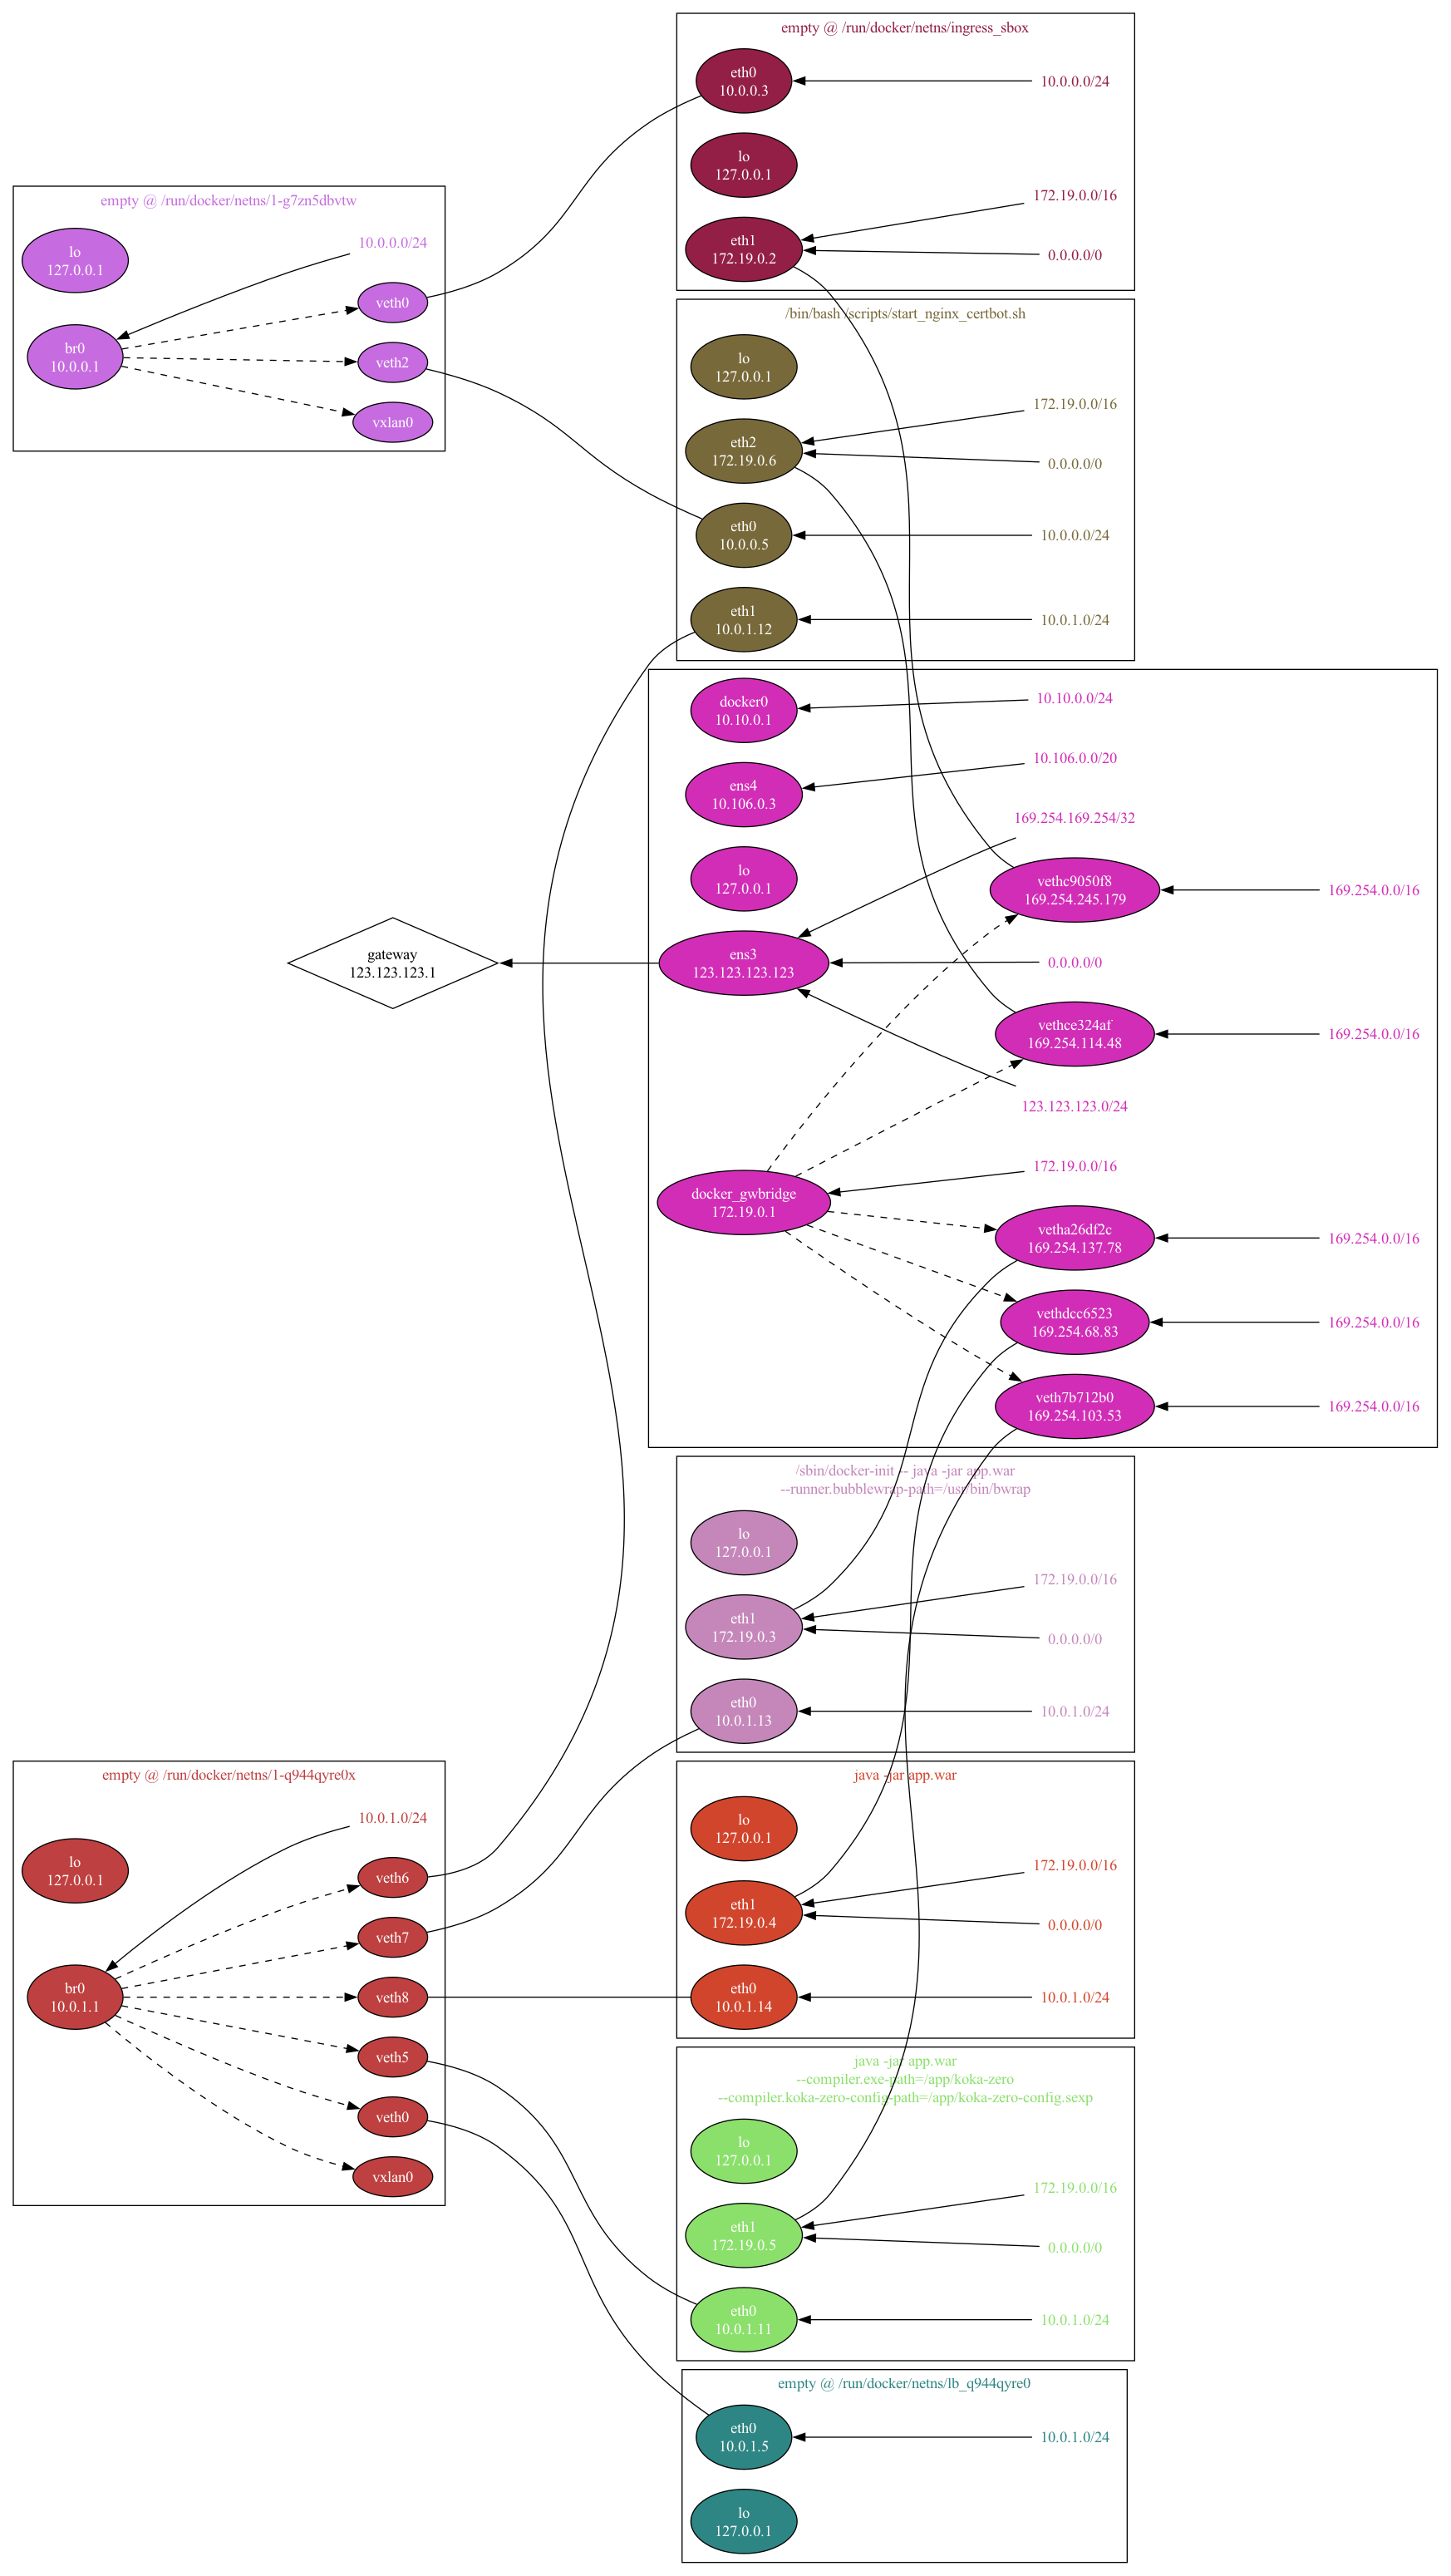 empty @ /run/docker/netns/ingress_sbox
eth0
10.0.0.3
10.0.0.0/24
lo
127.0.0.1
172.19.0.0/16
eth1
172.19.0.2
0.0.0.0/0
empty @ /run/docker/netns/1-g7zn5dbvtw
lo
127.0.0.1
10.0.0.0/24
veth0
br0
10.0.0.1
veth2
vxlan0
/bin/bash /scripts/start_nginx_certbot.sh
lo
127.0.0.1
172.19.0.0/16
eth2
172.19.0.6
0.0.0.0/0
eth0
10.0.0.5
10.0.0.0/24
eth1
10.0.1.12
10.0.1.0/24
docker0
10.10.0.1
10.10.0.0/24
ens4
10.106.0.3
10.106.0.0/20
169.254.169.254/32
lo
127.0.0.1
vethc9050f8
169.254.245.179
169.254.0.0/16
gateway
123.123.123.1
ens3
123.123.123.123
0.0.0.0/0
vethce324af
169.254.114.48
169.254.0.0/16
123.123.123.0/24
172.19.0.0/16
docker_gwbridge
172.19.0.1
vetha26df2c
169.254.137.78
169.254.0.0/16
vethdcc6523
169.254.68.83
169.254.0.0/16
veth7b712b0
169.254.103.53
169.254.0.0/16
/sbin/docker-init -- java -jar app.war
--runner.bubblewrap-path=/usr/bin/bwrap
lo
127.0.0.1
172.19.0.0/16
eth1
172.19.0.3
0.0.0.0/0
eth0
10.0.1.13
10.0.1.0/24
empty @ /run/docker/netns/1-q944qyre0x
10.0.1.0/24
lo
127.0.0.1
veth6
veth7
br0
10.0.1.1
veth8
veth5
veth0
vxlan0
java -jar app.war
lo
127.0.0.1
172.19.0.0/16
eth1
172.19.0.4
0.0.0.0/0
eth0
10.0.1.14
10.0.1.0/24
java -jar app.war
--compiler.exe-path=/app/koka-zero
--compiler.koka-zero-config-path=/app/koka-zero-config.sexp
lo
127.0.0.1
172.19.0.0/16
eth1
172.19.0.5
0.0.0.0/0
eth0
10.0.1.11
10.0.1.0/24
empty @ /run/docker/netns/lb_q944qyre0
eth0
10.0.1.5
10.0.1.0/24
lo
127.0.0.1